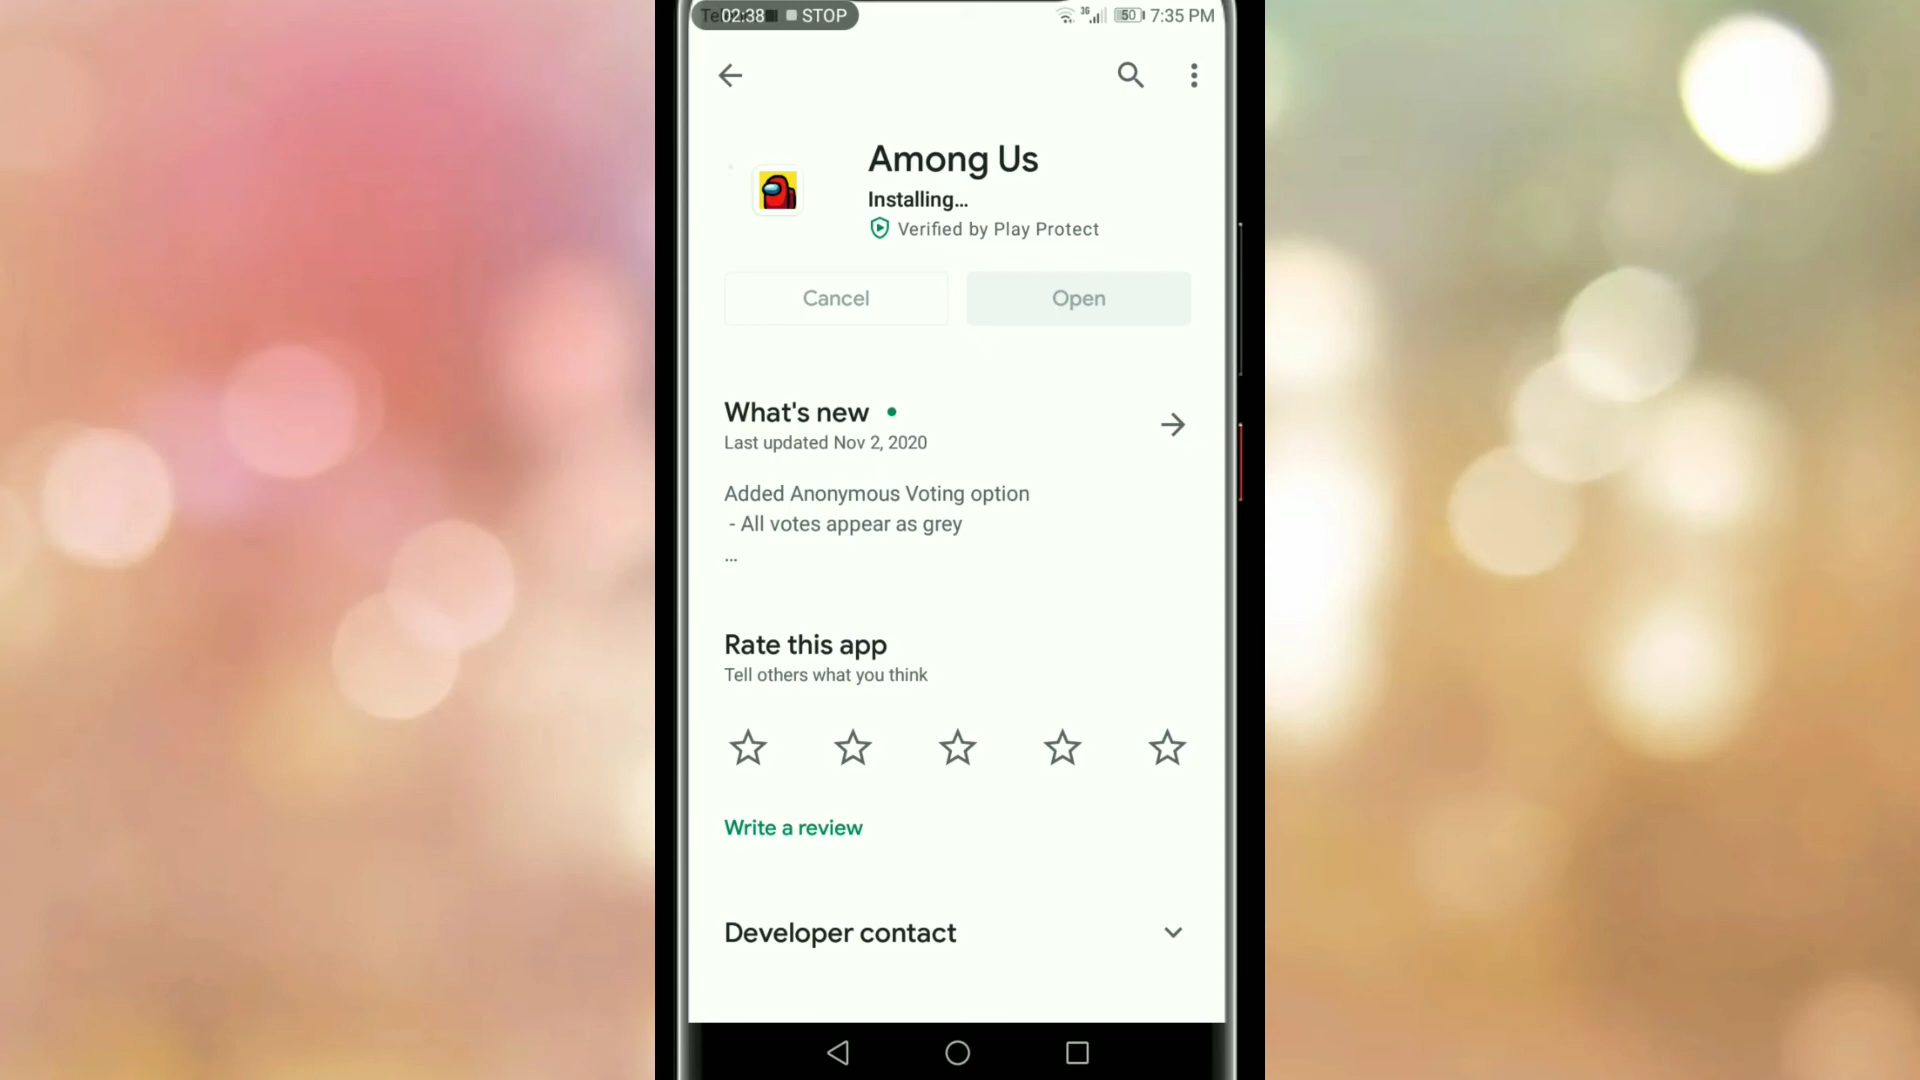 02:38 STOP
3G 50 7:35 PM
Among Us
Installing...
Verified by Play Protect
Cancel Open
What's new
Last updated Nov 2, 2020
Added Anonymous Voting option
- All votes appear as grey
...
Rate this app
Tell others what you think
Write a review
Developer contact